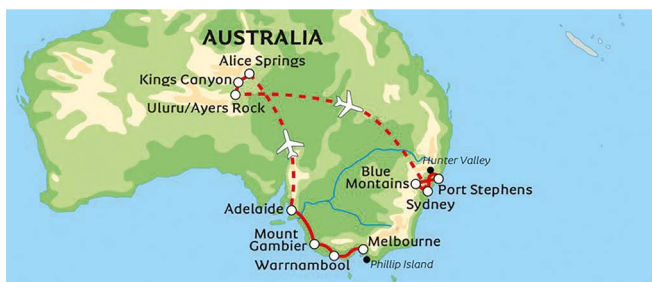 AUSTRALIA
Alice Springs
Kings Canyon
Uluru/Ayers Rock
Hunter Valley
Blue
Montains
Port Stephens
Sydney
Adelaide
Mount
Gambier
Melbourne
Warrnambool
Phillip Island